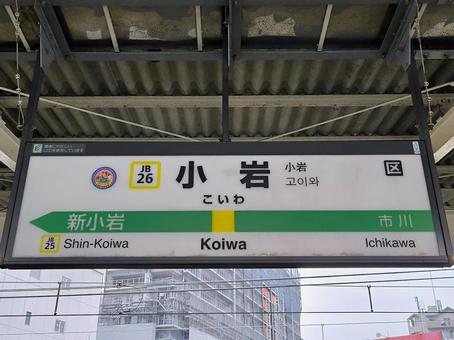 JB
26
小岩
こいわ
小岩
고이와
区
新小岩
市川
JB
25
Shin-Koiwa
Koiwa
Ichikawa